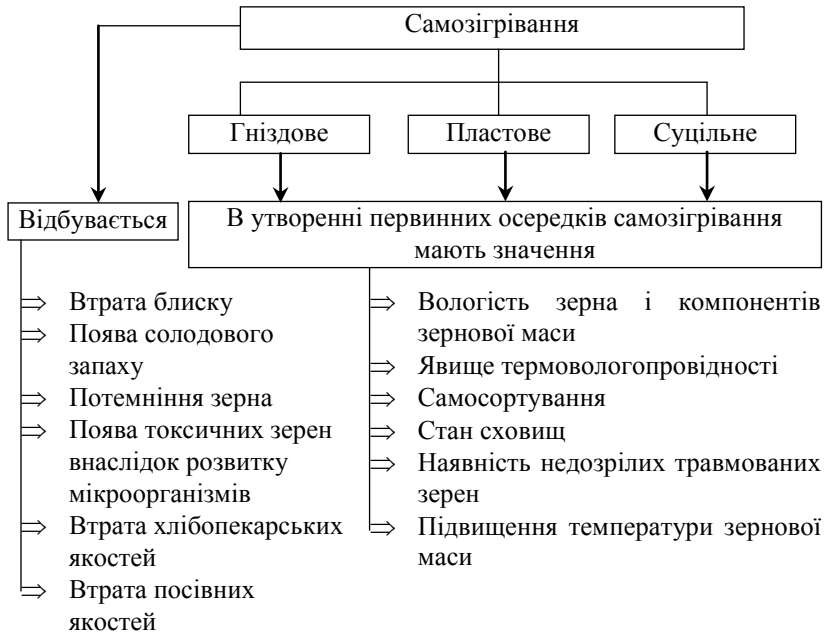 Самозігрівання
Гніздове
Пластове
Суцільне
Відбувається
В утворенні первинних осередків самозігрівання
мають значення
⇒ Втрата блиску
⇒ Поява солодового
запаху
⇒ Потемніння зерна
⇒ Поява токсичних зерен
внаслідок розвитку
мікроорганізмів
⇒ Втрата хлібопекарських
якостей
⇒ Втрата посівних
якостей
⇒ Вологість зерна і компонентів
зернової маси
⇒ Явище термовологопровідності
⇒ Самосортування
⇒ Стан сховищ
⇒ Наявність недозрілих травмованих
зерен
⇒ Підвищення температури зернової
маси